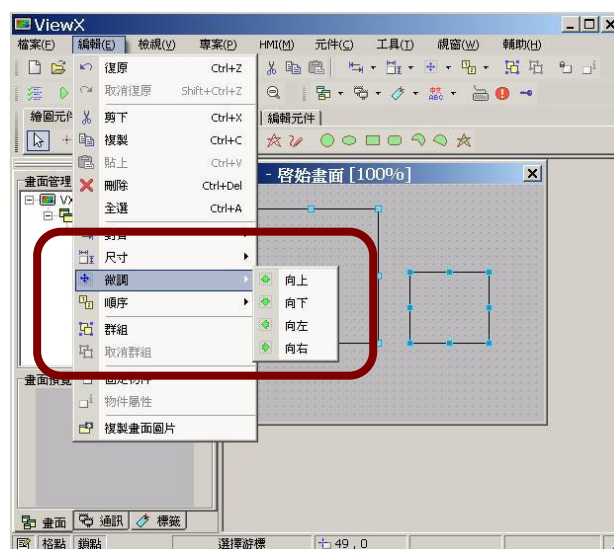 ViewX
檔案(F) 編輯(E) 檢視(V) 專案(P) HMI(M) 元件(C) 工具(T) 視窗(W) 輔助(H)
復原 Ctrl+Z
取消復原 Shift+Ctrl+Z
繪圖元件
編輯元件
剪下 Ctrl+X
複製 Ctrl+C
貼上 Ctrl+V
刪除 Ctrl+Del
全選 Ctrl+A
畫面管理
- 啓始畫面 [100%]
對齊
尺寸
微調
順序
群組
取消群組
向上
向下
向左
向右
畫面預覽
固定物件
物件屬性
複製畫面圖片
畫面 通訊 標籤
格點 鎖點 選擇游標 49 , 0